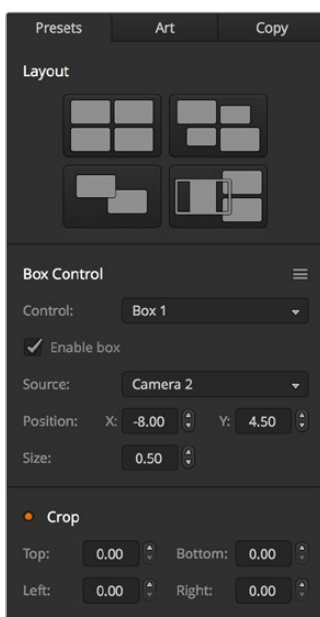 Presets Art Copy
Layout
Box Control
Control: Box 1
Enable box
Source: Camera 2
Position: X: -8.00 Y: 4.50
Size: 0.50
Crop
Top: 0.00 Bottom: 0.00
Left: 0.00 Right: 0.00